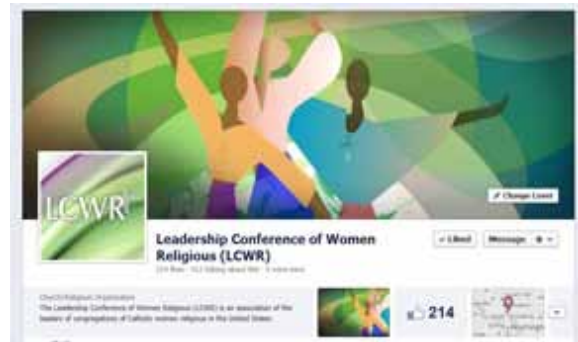 LCWR
Change Cover
Leadership Conference of Women
Religious (LCWR)
Liked
Message
Church/Religious Organization
The Leadership Conference of Women Religious (LCWR) is an association of the
leaders of congregations of Catholic women religious in the United States.
214